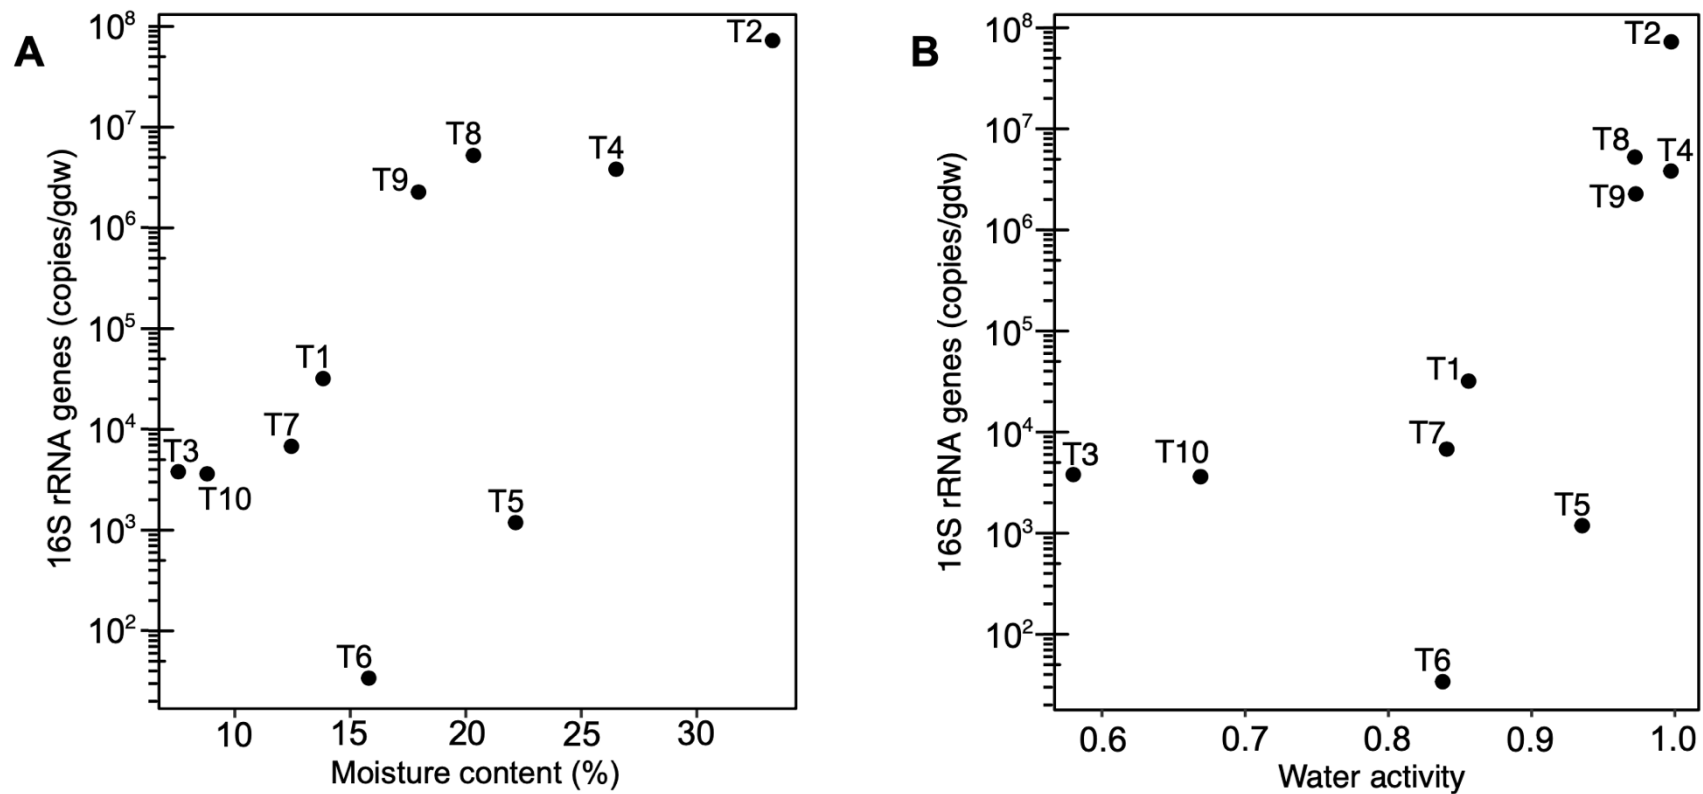 A
16S rRNA genes (copies/gdw)
10⁸
10⁷
10⁶
10⁵
10⁴
10³
10²
T2
T8
T4
T9
T1
T7
T3
T10
T5
T6
10 15 20 25 30
Moisture content (%)
B
16S rRNA genes (copies/gdw)
10⁸
10⁷
10⁶
10⁵
10⁴
10³
10²
T2
T8
T4
T9
T1
T7
T3
T10
T5
T6
0.6 0.7 0.8 0.9 1.0
Water activity